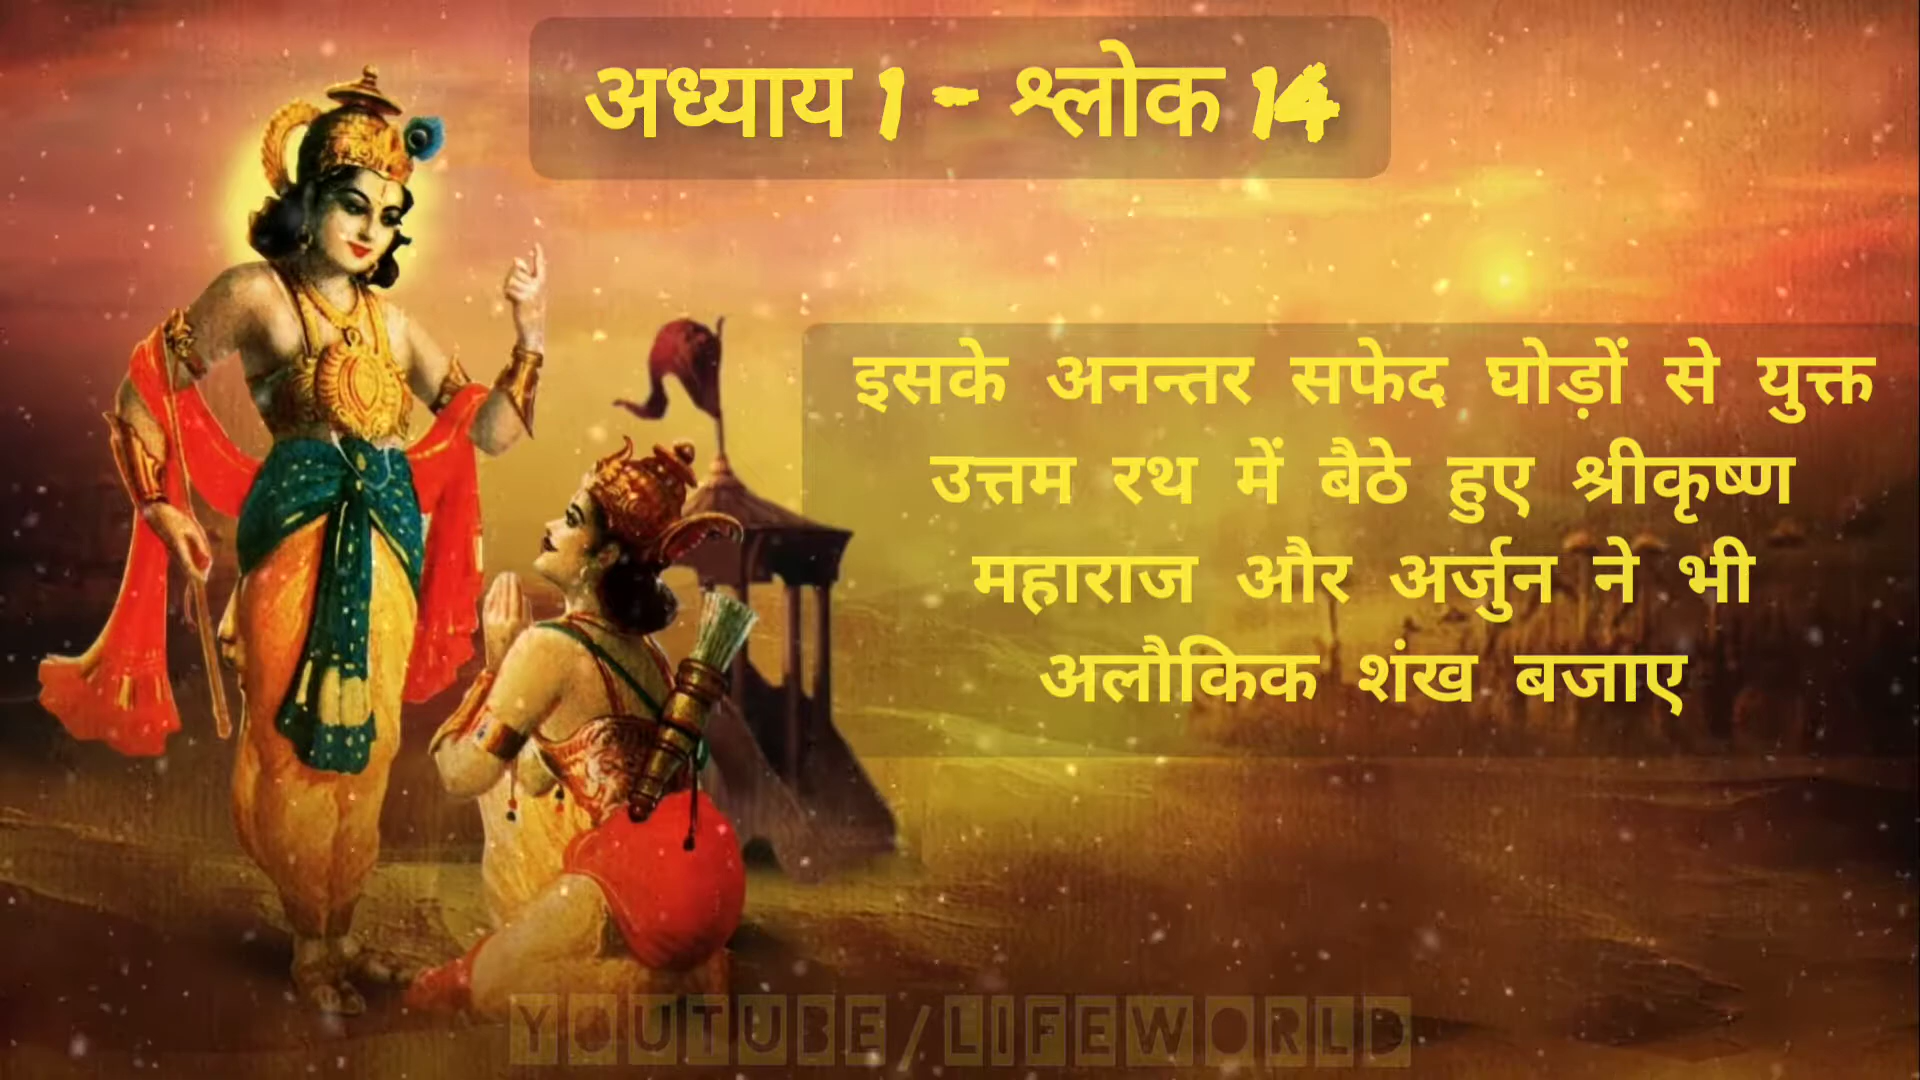 अध्याय 1 - श्लोक 14
इसके अनन्तर सफेद घोड़ों से युक्त
उत्तम रथ में बैठे हुए श्रीकृष्ण
महाराज और अर्जुन ने भी
अलौकिक शंख बजाए
YOUTUBE/LIFEWORLD